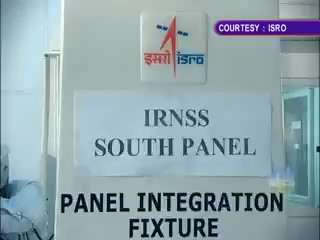 COURTESY : ISRO
इसरो isro
IRNSS
SOUTH PANEL
PANEL INTEGRATION
FIXTURE